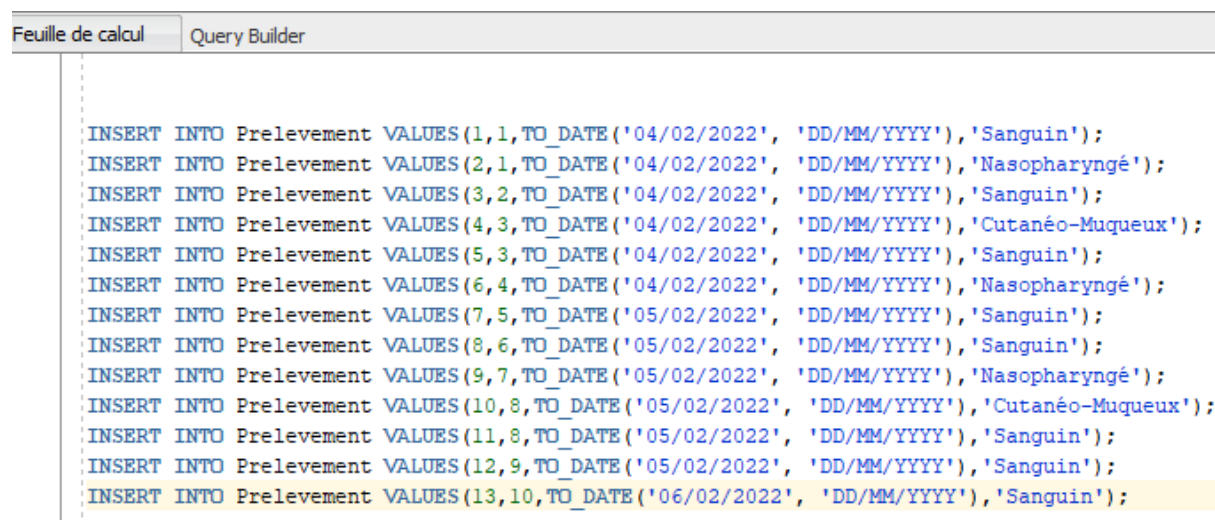 Feuille de calcul Query Builder
INSERT INTO Prelevement VALUES(1,1,TO_DATE('04/02/2022', 'DD/MM/YYYY'),'Sanguin');
INSERT INTO Prelevement VALUES(2,1,TO_DATE('04/02/2022', 'DD/MM/YYYY'),'Nasopharyngé');
INSERT INTO Prelevement VALUES(3,2,TO_DATE('04/02/2022', 'DD/MM/YYYY'),'Sanguin');
INSERT INTO Prelevement VALUES(4,3,TO_DATE('04/02/2022', 'DD/MM/YYYY'),'Cutanéo-Muqueux');
INSERT INTO Prelevement VALUES(5,3,TO_DATE('04/02/2022', 'DD/MM/YYYY'),'Sanguin');
INSERT INTO Prelevement VALUES(6,4,TO_DATE('04/02/2022', 'DD/MM/YYYY'),'Nasopharyngé');
INSERT INTO Prelevement VALUES(7,5,TO_DATE('05/02/2022', 'DD/MM/YYYY'),'Sanguin');
INSERT INTO Prelevement VALUES(8,6,TO_DATE('05/02/2022', 'DD/MM/YYYY'),'Sanguin');
INSERT INTO Prelevement VALUES(9,7,TO_DATE('05/02/2022', 'DD/MM/YYYY'),'Nasopharyngé');
INSERT INTO Prelevement VALUES(10,8,TO_DATE('05/02/2022', 'DD/MM/YYYY'),'Cutanéo-Muqueux');
INSERT INTO Prelevement VALUES(11,8,TO_DATE('05/02/2022', 'DD/MM/YYYY'),'Sanguin');
INSERT INTO Prelevement VALUES(12,9,TO_DATE('05/02/2022', 'DD/MM/YYYY'),'Sanguin');
INSERT INTO Prelevement VALUES(13,10,TO_DATE('06/02/2022', 'DD/MM/YYYY'),'Sanguin');